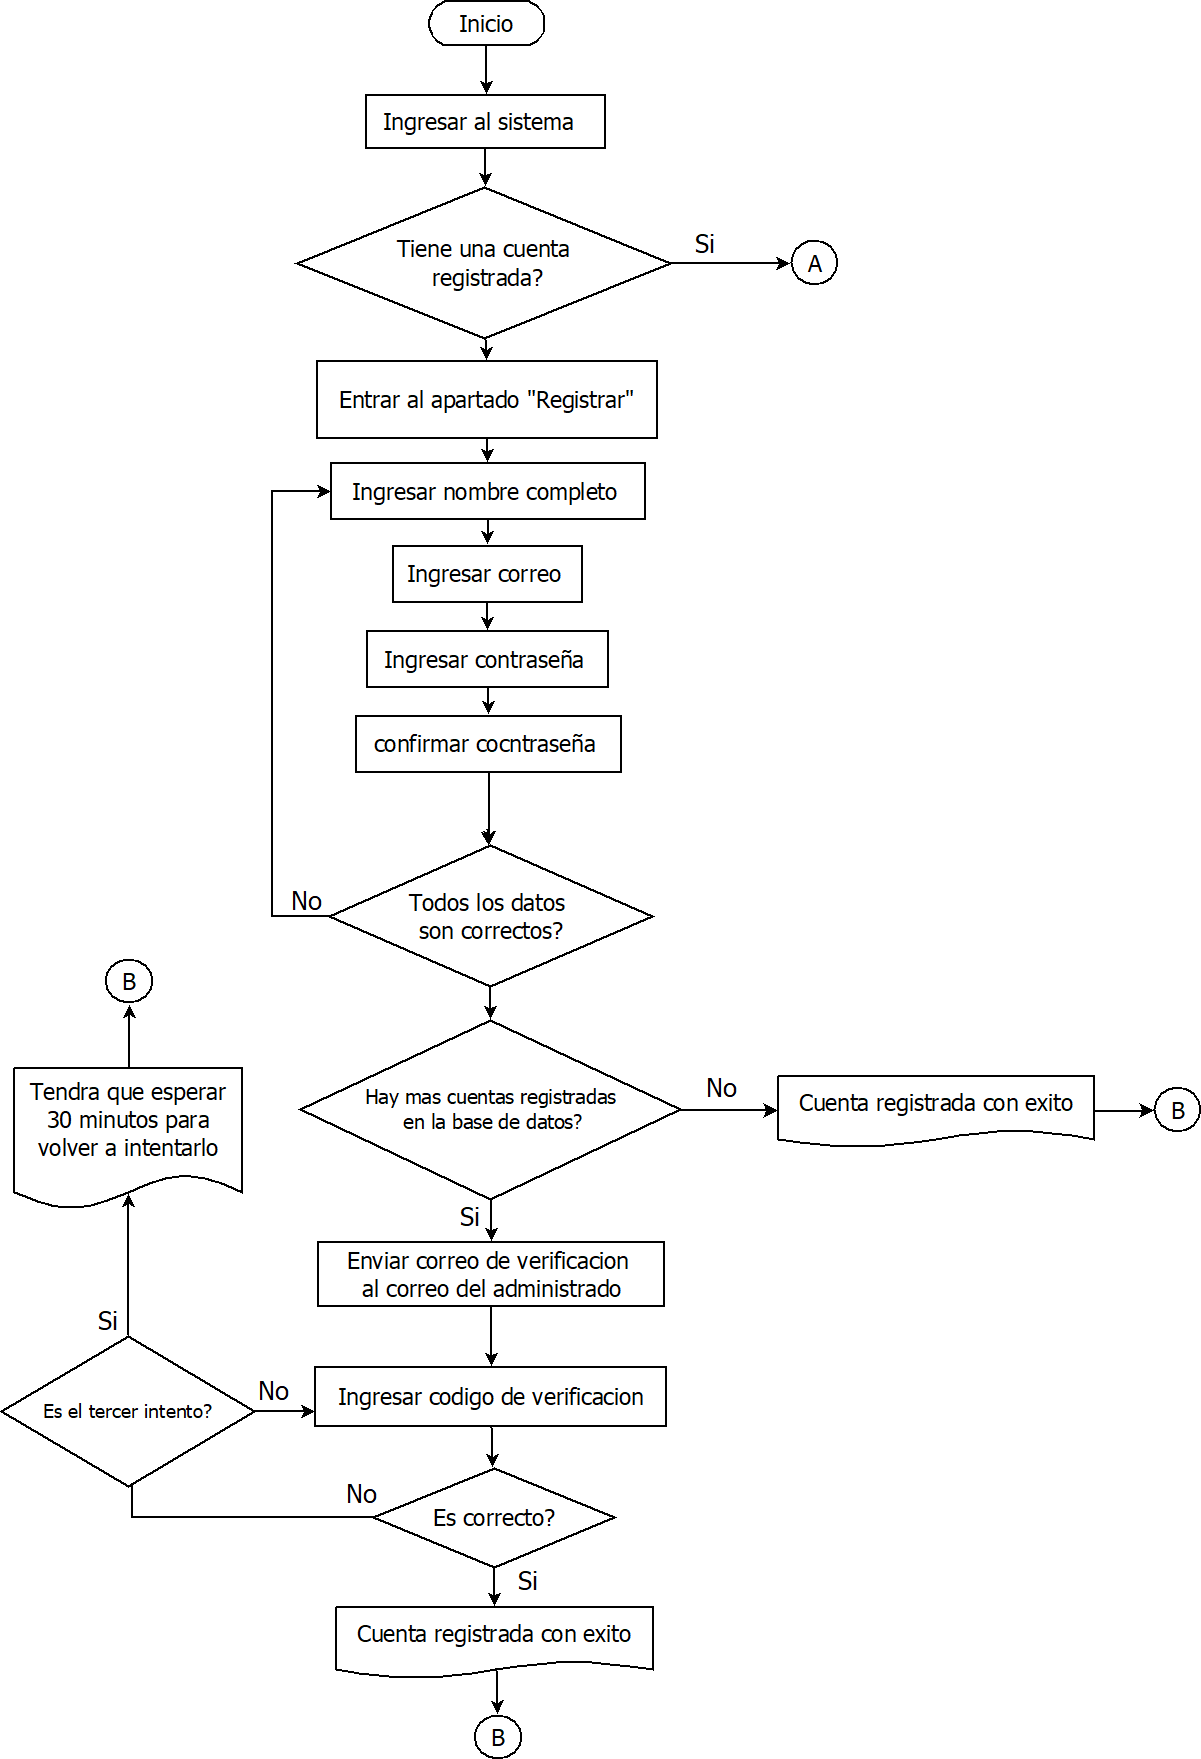 Inicio
Ingresar al sistema
Tiene una cuenta
registrada?
Si
A
Entrar al apartado "Registrar"
Ingresar nombre completo
Ingresar correo
Ingresar contraseña
confirmar cocntraseña
No
Todos los datos
son correctos?
B
Tendra que esperar
30 minutos para
volver a intentarlo
Hay mas cuentas registradas
en la base de datos?
No
Cuenta registrada con exito
B
Si
Enviar correo de verificacion
al correo del administrado
Si
Es el tercer intento?
No
Ingresar codigo de verificacion
No
Es correcto?
Si
Cuenta registrada con exito
B